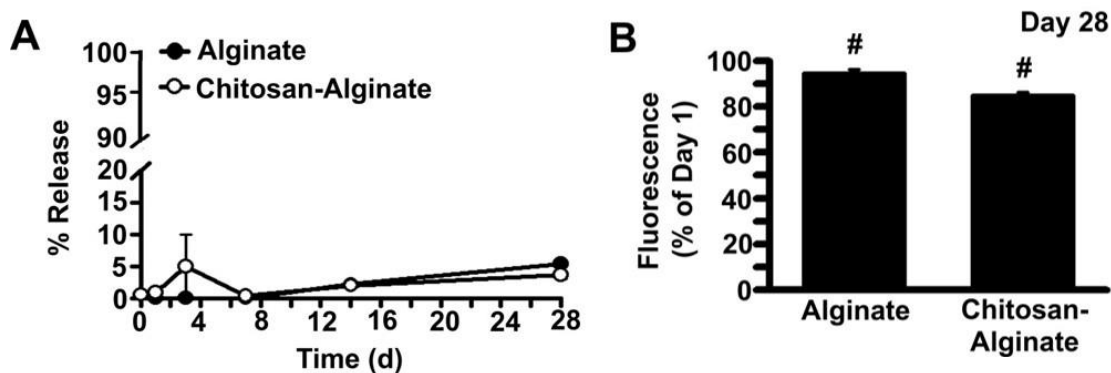 A
Alginate
Chitosan-Alginate
% Release
100
95
90
20
15
10
5
0
0 4 8 12 16 20 24 28
Time (d)
B
Day 28
Fluorescence
(% of Day 1)
100
80
60
40
20
0
# #
Alginate
Chitosan-
Alginate